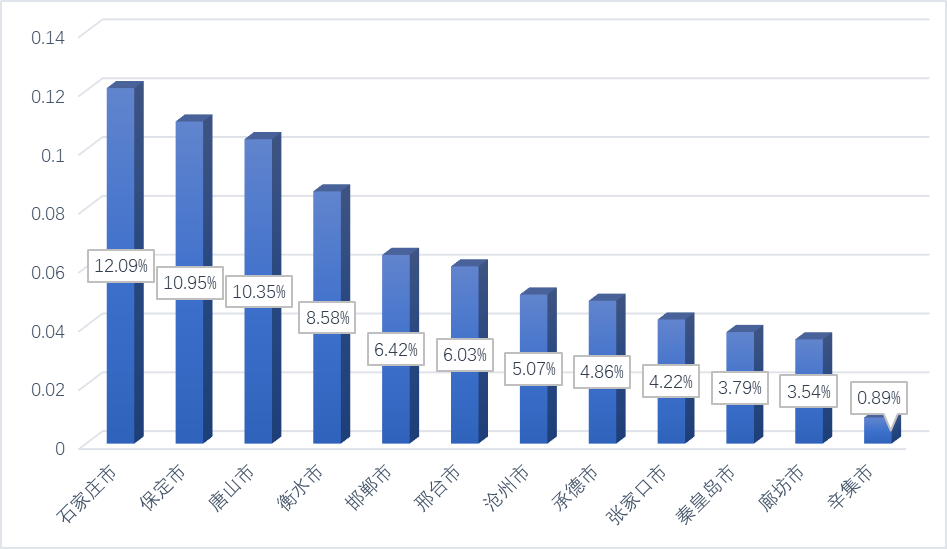 0.14
0.12
0.1
0.08
0.06
0.04
0.02
0
12.09%
10.95%
10.35%
8.58%
6.42%
6.03%
5.07%
4.86%
4.22%
3.79%
3.54%
0.89%
石家庄市
保定市
唐山市
衡水市
邯郸市
邢台市
沧州市
承德市
张家口市
秦皇岛市
廊坊市
辛集市